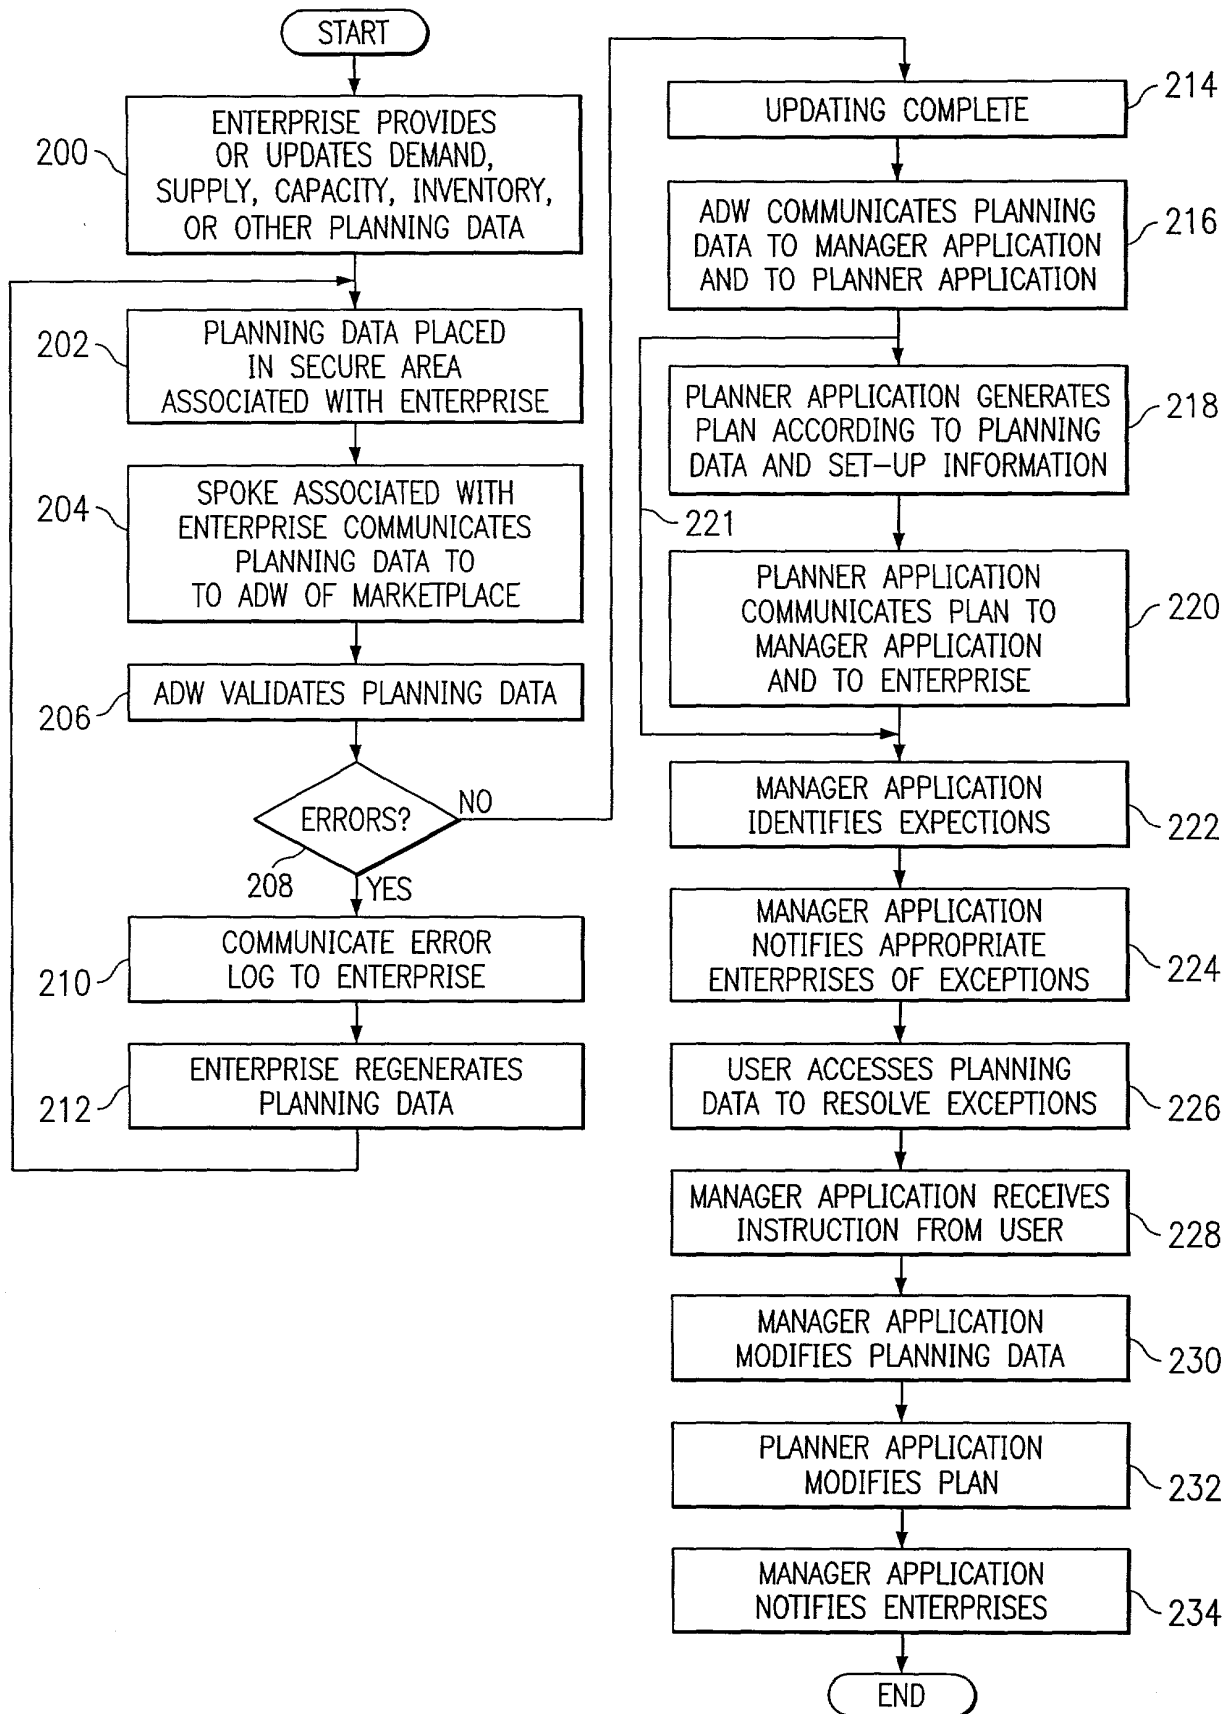 START
200
ENTERPRISE PROVIDES
OR UPDATES DEMAND,
SUPPLY, CAPACITY, INVENTORY,
OR OTHER PLANNING DATA
202
PLANNING DATA PLACED
IN SECURE AREA
ASSOCIATED WITH ENTERPRISE
204
SPOKE ASSOCIATED WITH
ENTERPRISE COMMUNICATES
PLANNING DATA TO
TO ADW OF MARKETPLACE
206
ADW VALIDATES PLANNING DATA
ERRORS?
NO
208
YES
210
COMMUNICATE ERROR
LOG TO ENTERPRISE
212
ENTERPRISE REGENERATES
PLANNING DATA
UPDATING COMPLETE
214
ADW COMMUNICATES PLANNING
DATA TO MANAGER APPLICATION
AND TO PLANNER APPLICATION
216
PLANNER APPLICATION GENERATES
PLAN ACCORDING TO PLANNING
DATA AND SET-UP INFORMATION
218
221
PLANNER APPLICATION
COMMUNICATES PLAN TO
MANAGER APPLICATION
AND TO ENTERPRISE
220
MANAGER APPLICATION
IDENTIFIES EXPECTIONS
222
MANAGER APPLICATION
NOTIFIES APPROPRIATE
ENTERPRISES OF EXCEPTIONS
224
USER ACCESSES PLANNING
DATA TO RESOLVE EXCEPTIONS
226
MANAGER APPLICATION RECEIVES
INSTRUCTION FROM USER
228
MANAGER APPLICATION
MODIFIES PLANNING DATA
230
PLANNER APPLICATION
MODIFIES PLAN
232
MANAGER APPLICATION
NOTIFIES ENTERPRISES
234
END